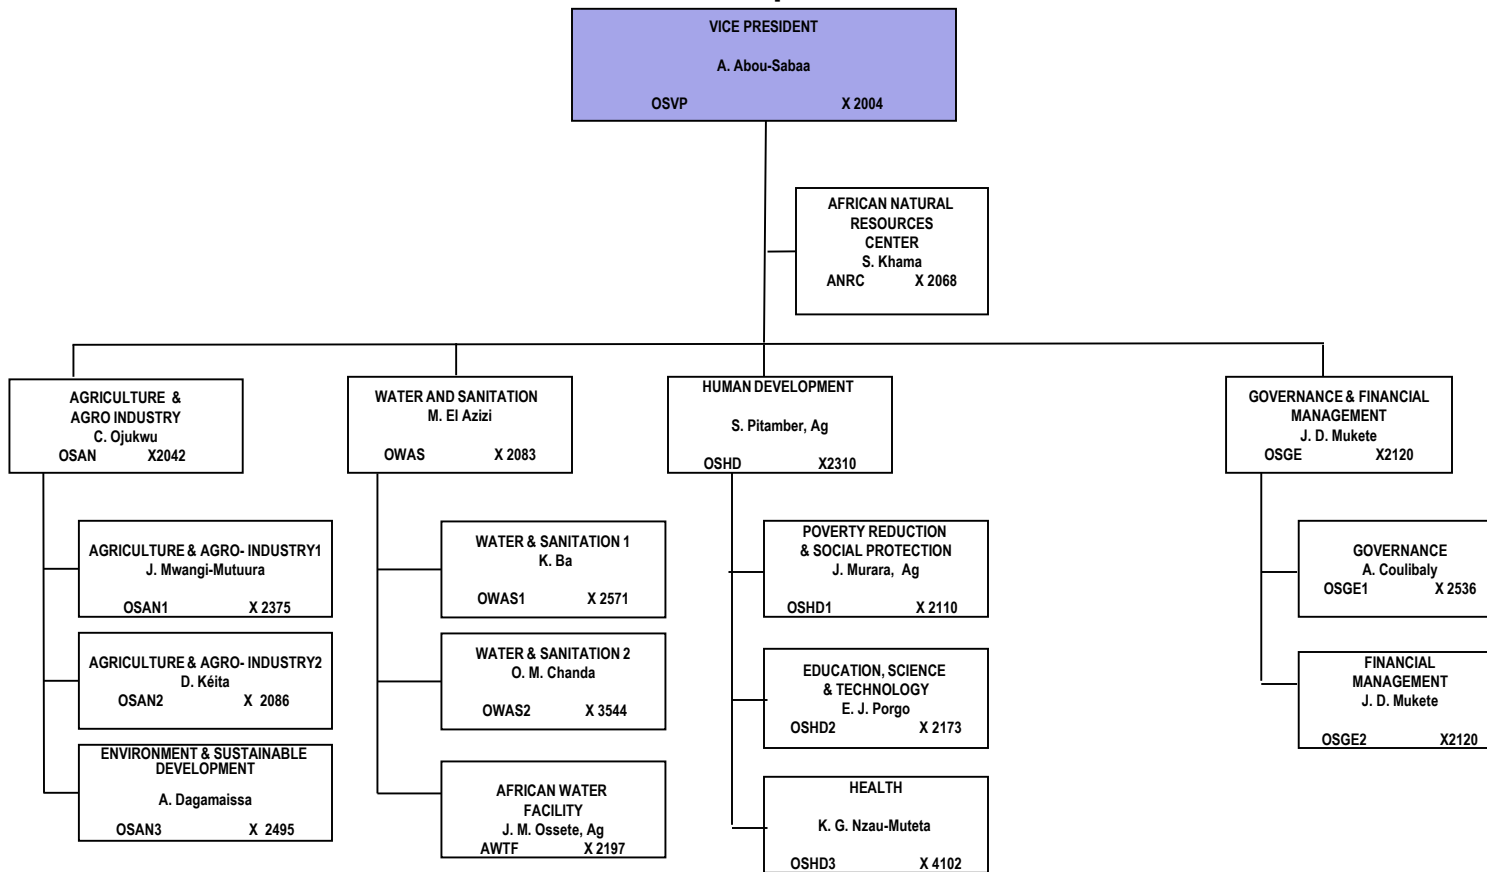 VICE PRESIDENT
A. Abou-Sabaa
OSVP X 2004
AFRICAN NATURAL
RESOURCES
CENTER
S. Khama
ANRC X 2068
AGRICULTURE &
AGRO INDUSTRY
C. Ojukwu
OSAN X2042
WATER AND SANITATION
M. El Azizi
OWAS X 2083
HUMAN DEVELOPMENT
S. Pitamber, Ag
OSHD X2310
GOVERNANCE & FINANCIAL
MANAGEMENT
J. D. Mukete
OSGE X2120
AGRICULTURE & AGRO- INDUSTRY1
J. Mwangi-Mutuura
OSAN1 X 2375
AGRICULTURE & AGRO- INDUSTRY2
D. Kéita
OSAN2 X 2086
ENVIRONMENT & SUSTAINABLE
DEVELOPMENT
A. Dagamaissa
OSAN3 X 2495
WATER & SANITATION 1
K. Ba
OWAS1 X 2571
WATER & SANITATION 2
O. M. Chanda
OWAS2 X 3544
AFRICAN WATER
FACILITY
J. M. Ossete, Ag
AWTF X 2197
POVERTY REDUCTION
& SOCIAL PROTECTION
J. Murara, Ag
OSHD1 X 2110
EDUCATION, SCIENCE
& TECHNOLOGY
E. J. Porgo
OSHD2 X 2173
HEALTH
K. G. Nzau-Muteta
OSHD3 X 4102
GOVERNANCE
A. Coulibaly
OSGE1 X 2536
FINANCIAL
MANAGEMENT
J. D. Mukete
OSGE2 X2120